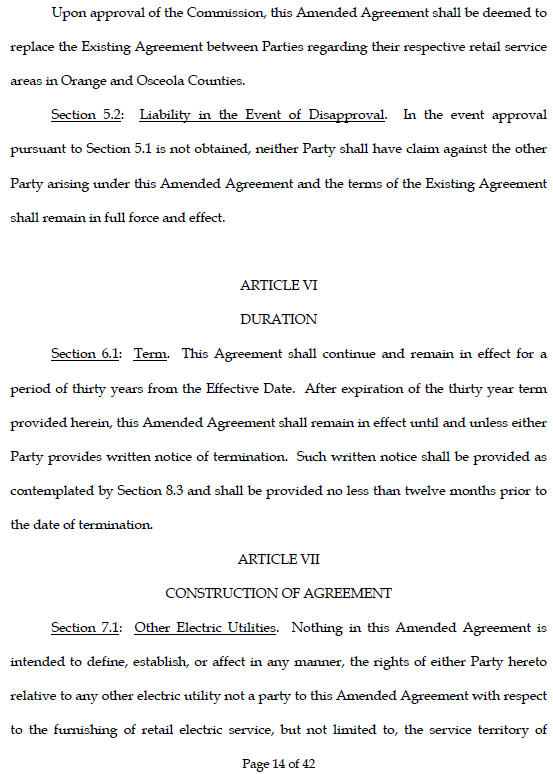 Upon approval of the Commission, this Amended Agreement shall be deemed to
replace the Existing Agreement between Parties regarding their respective retail service
areas in Orange and Osceola Counties.
Section 5.2: Liability in the Event of Disapproval. In the event approval
pursuant to Section 5.1 is not obtained, neither Party shall have claim against the other
Party arising under this Amended Agreement and the terms of the Existing Agreement
shall remain in full force and effect.
ARTICLE VI
DURATION
Section 6.1: Term. This Agreement shall continue and remain in effect for a
period of thirty years from the Effective Date. After expiration of the thirty year term
provided herein, this Amended Agreement shall remain in effect until and unless either
Party provides written notice of termination. Such written notice shall be provided as
contemplated by Section 8.3 and shall be provided no less than twelve months prior to
the date of termination.
ARTICLE VII
CONSTRUCTION OF AGREEMENT
Section 7.1: Other Electric Utilities. Nothing in this Amended Agreement is
intended to define, establish, or affect in any manner, the rights of either Party hereto
relative to any other electric utility not a party to this Amended Agreement with respect
to the furnishing of retail electric service, but not limited to, the service territory of
Page 14 of 42